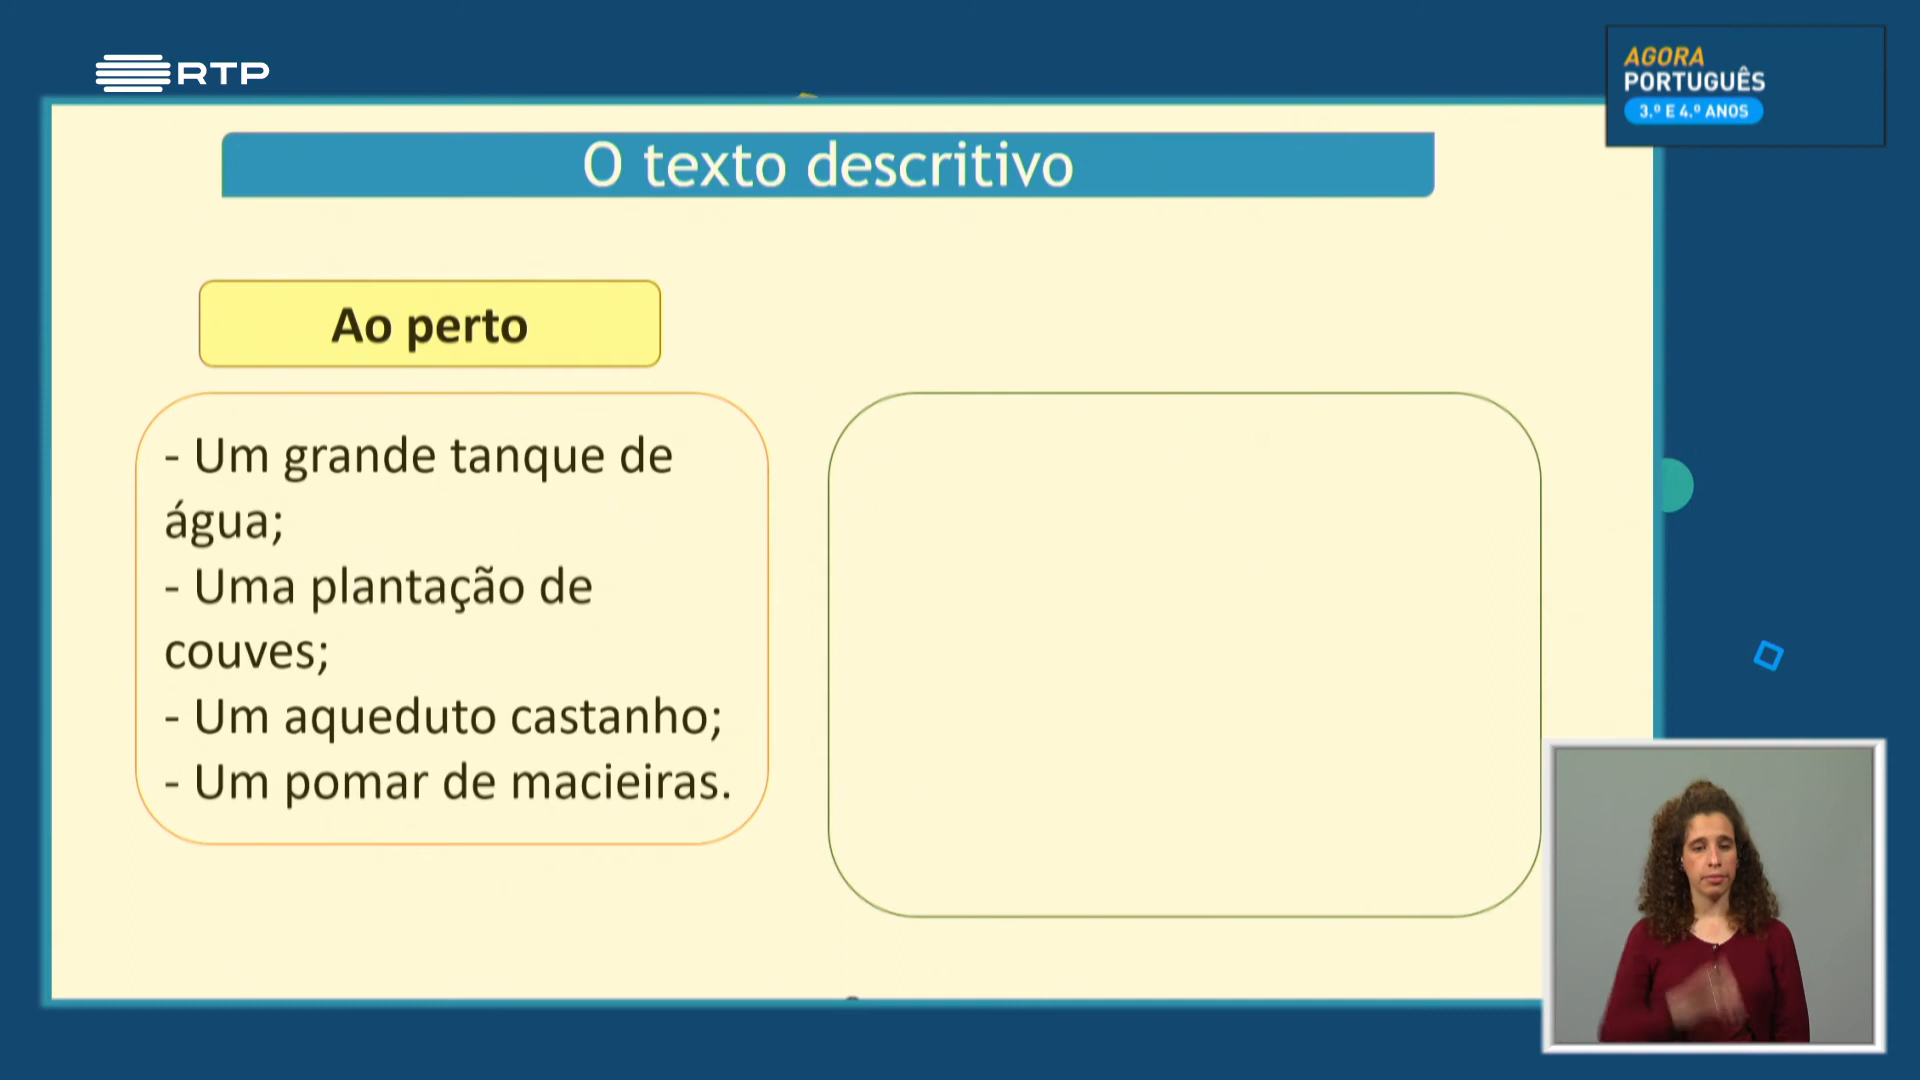 RTP
AGORA
PORTUGUÊS
3.º E 4.º ANOS
O texto descritivo
Ao perto
- Um grande tanque de
água;
- Uma plantação de
couves;
- Um aqueduto castanho;
- Um pomar de macieiras.